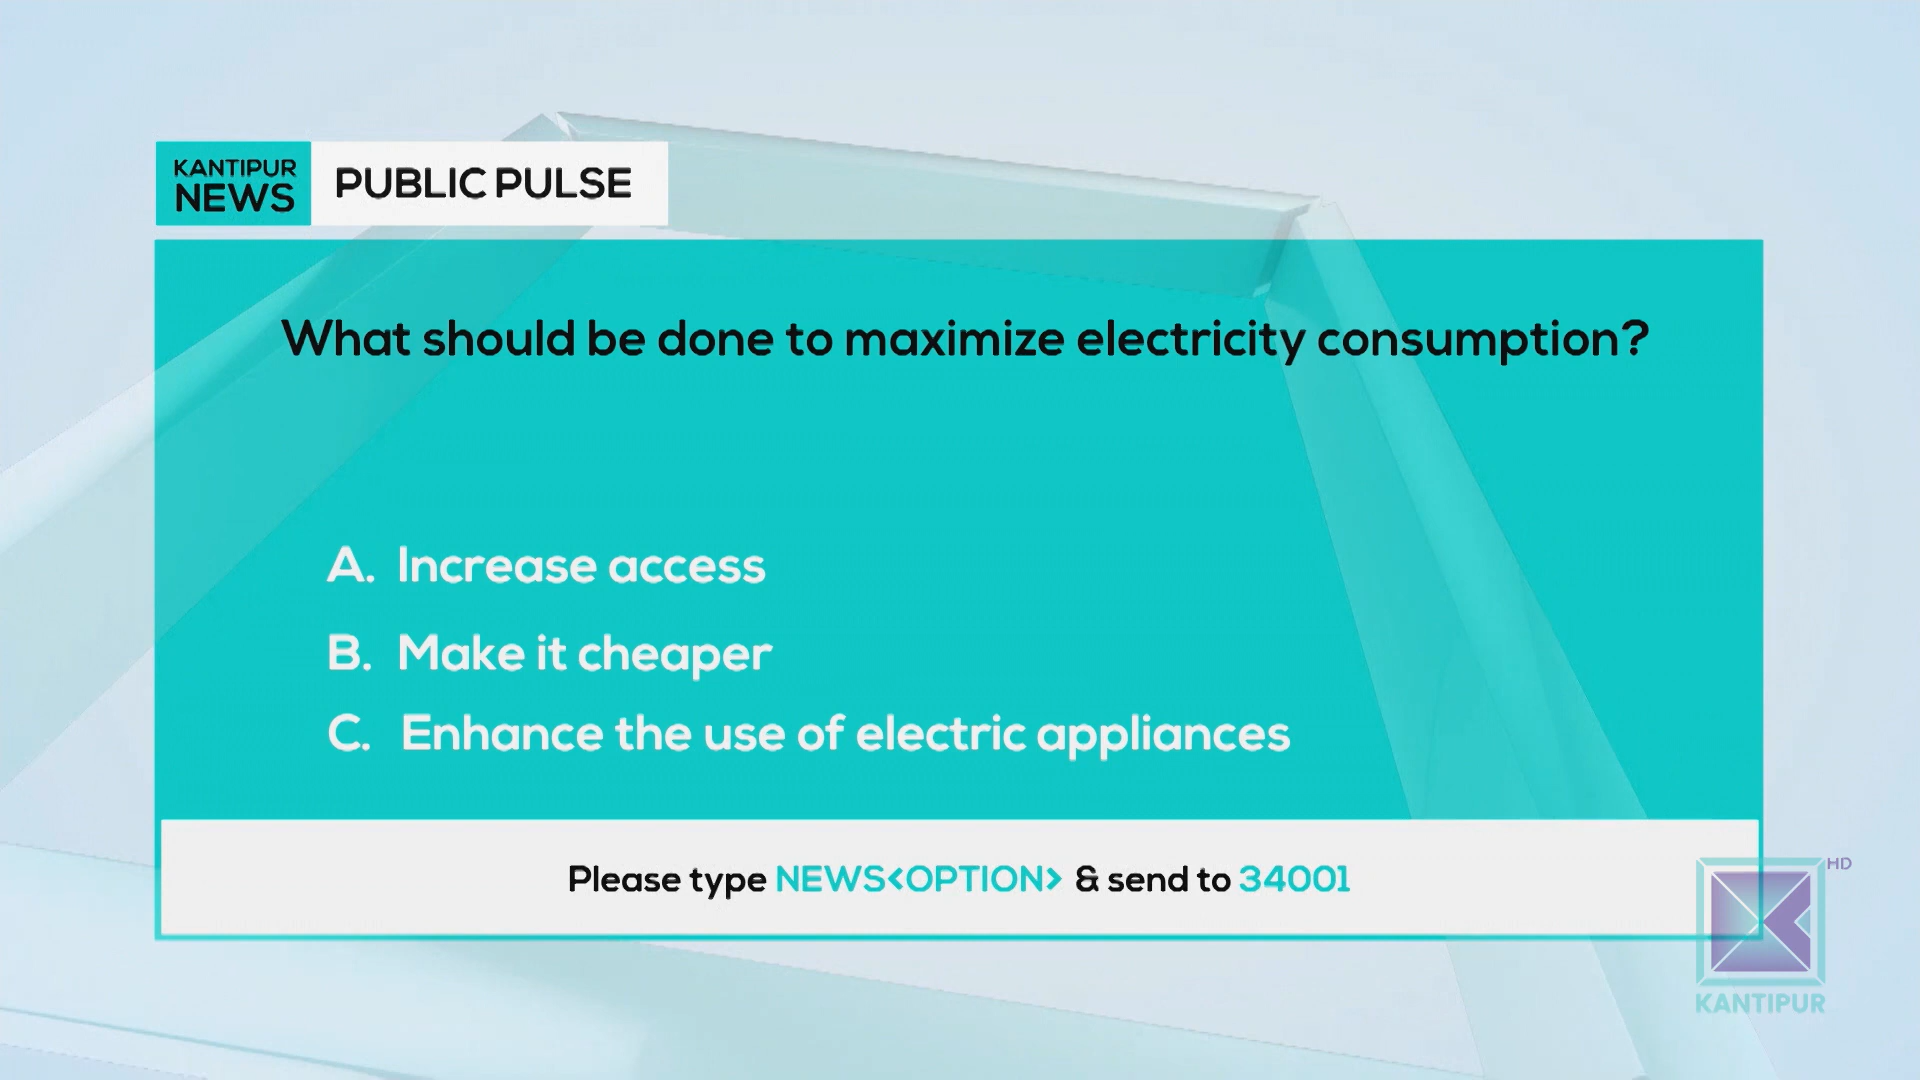 KANTIPUR
NEWS
PUBLIC PULSE
What should be done to maximize electricity consumption?
A. Increase access
B. Make it cheaper
C. Enhance the use of electric appliances
Please type NEWS<OPTION> & send to 34001
HD
KANTIPUR